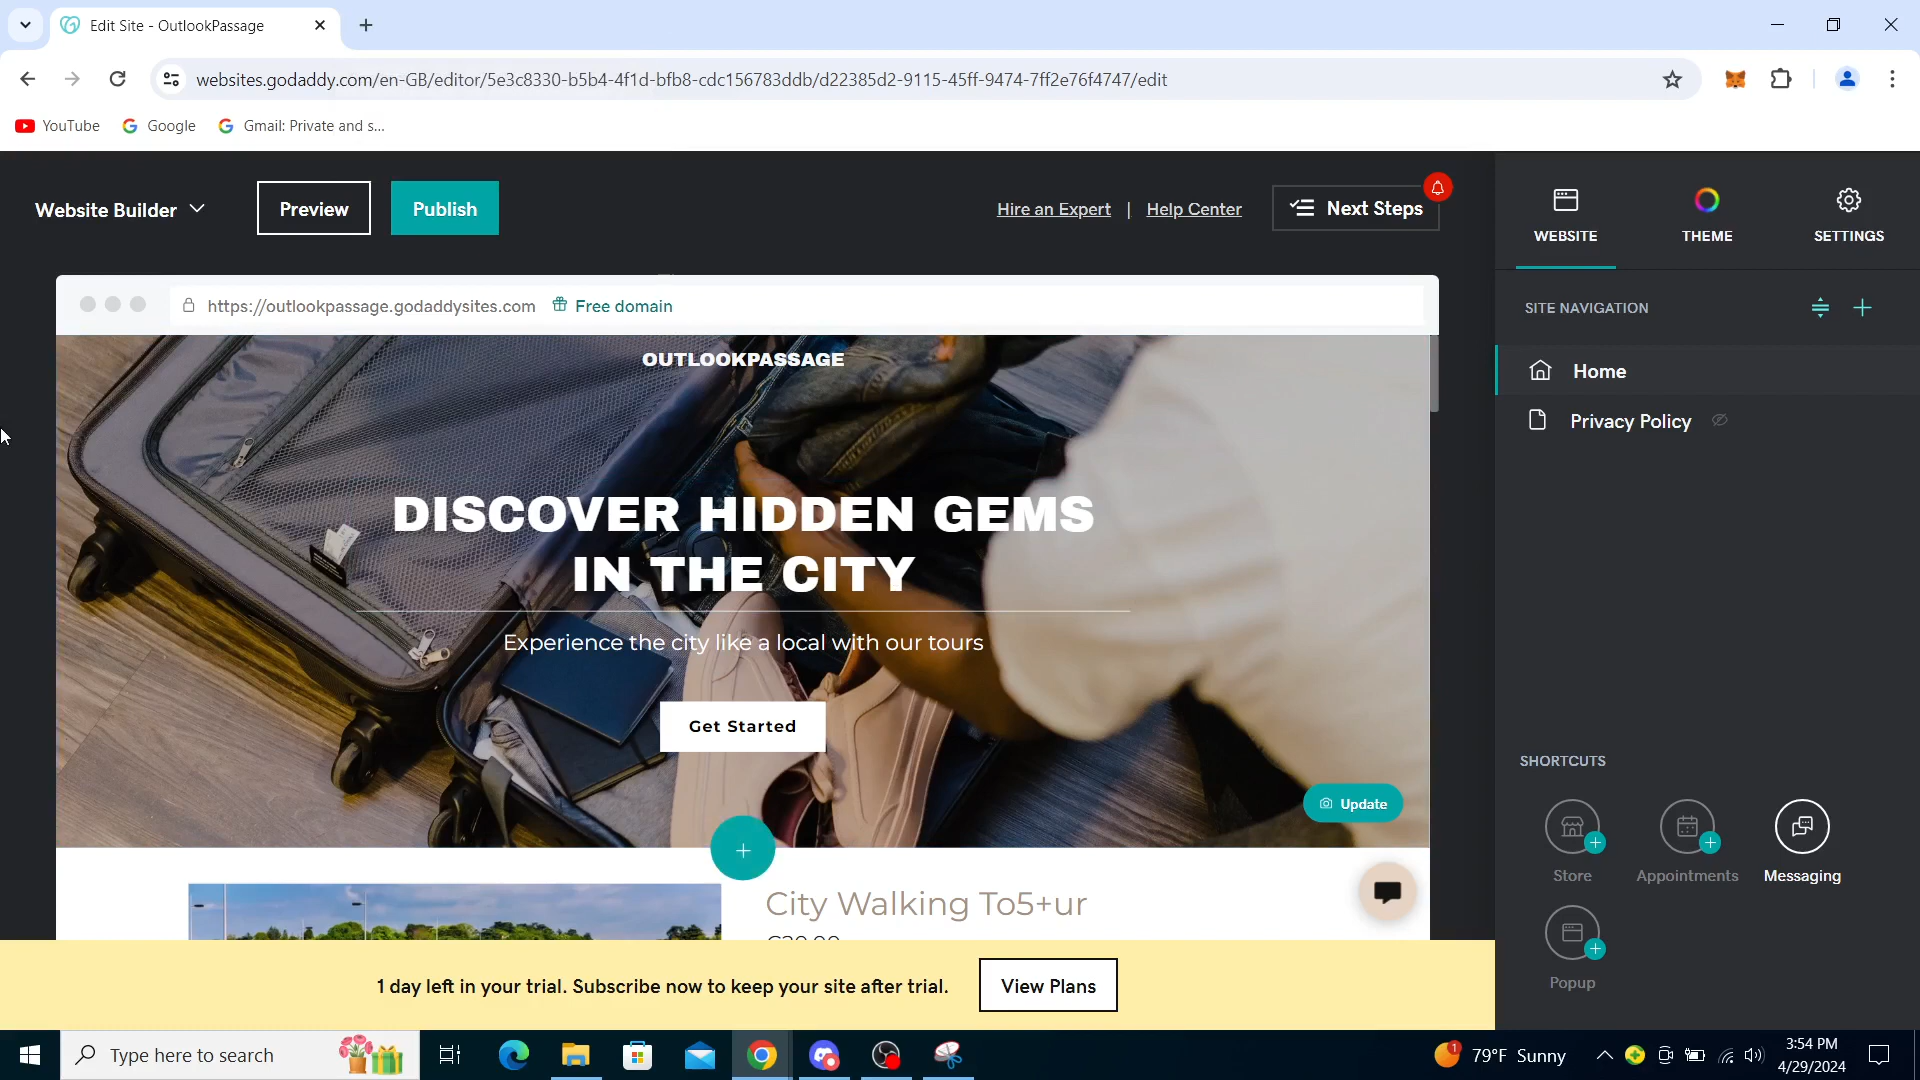 Edit Site - OutlookPassage
websites.godaddy.com/en-GB/editor/5e3c8330-b5b4-4f1d-bfb8-cdc156783ddb/d22385d2-9115-45ff-9474-7ff2e76f4747/edit
YouTube
Google
Gmail: Private and s...
Website Builder
Preview
Publish
Hire an Expert | Help Center
Next Steps
WEBSITE
THEME
SETTINGS
https://outlookpassage.godaddysites.com
Free domain
SITE NAVIGATION
Home
Privacy Policy
OUTLOOKPASSAGE
DISCOVER HIDDEN GEMS
IN THE CITY
Experience the city like a local with our tours
Get Started
Update
City Walking To5+ur
SHORTCUTS
Store
Appointments
Messaging
Popup
1 day left in your trial. Subscribe now to keep your site after trial.
View Plans
Type here to search
1
79°F Sunny
3:54 PM
4/29/2024